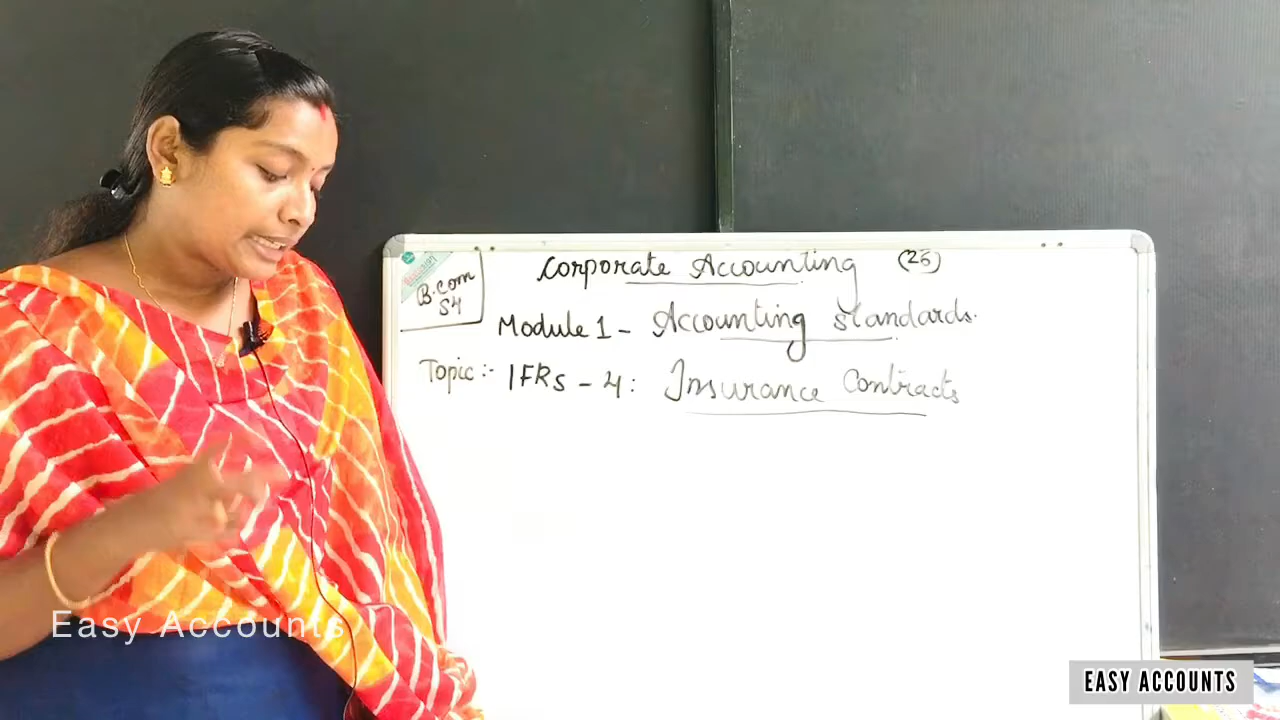 B.com
S4
Corporate Accounting (25)
Module 1 - Accounting Standards.
Topic :- IFRS - 4 : Insurance Contracts
Easy Accounts
EASY ACCOUNTS